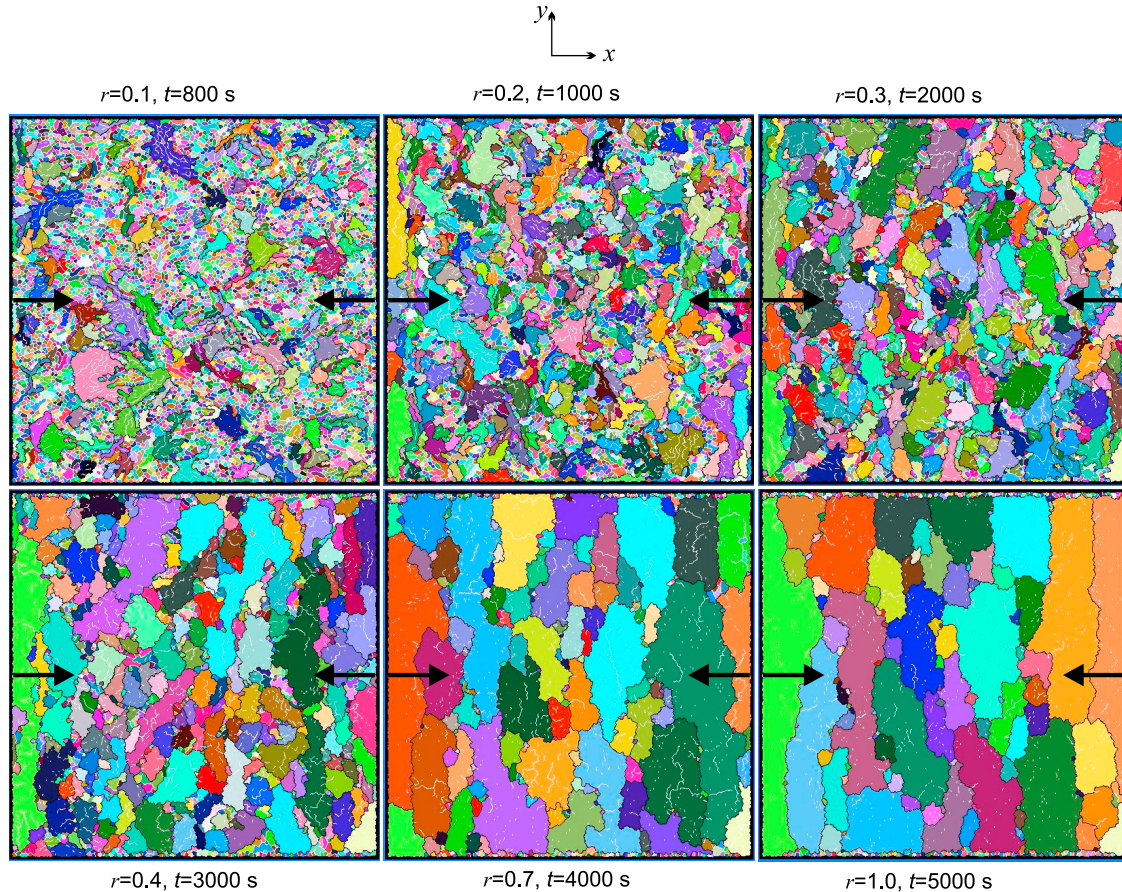 y
x
r=0.1, t=800 s
r=0.2, t=1000 s
r=0.3, t=2000 s
r=0.4, t=3000 s
r=0.7, t=4000 s
r=1.0, t=5000 s